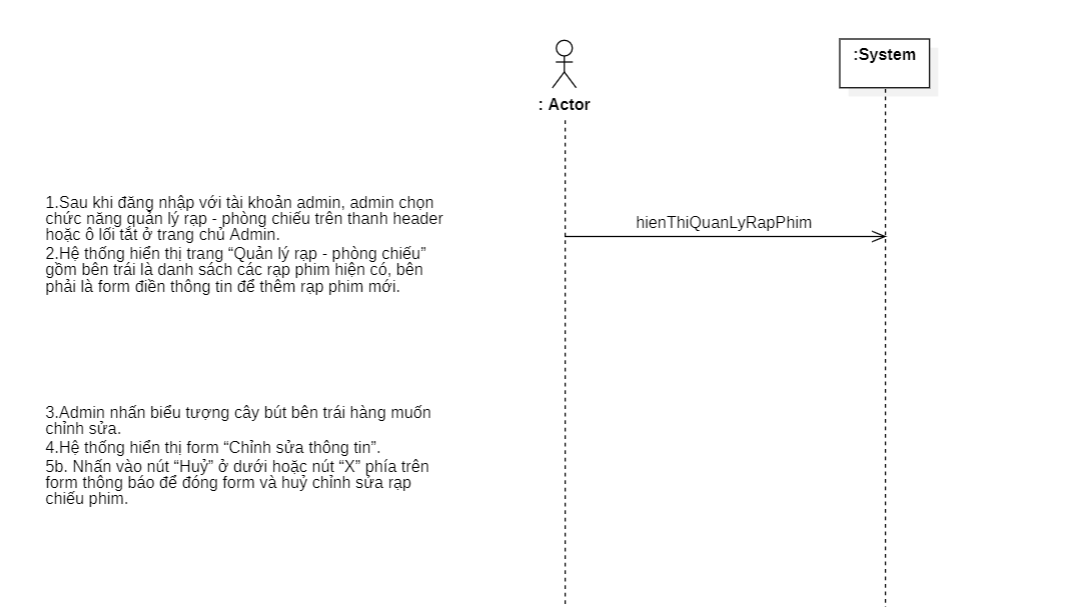 :System
: Actor
1.Sau khi đăng nhập với tài khoản admin, admin chọn
chức năng quản lý rạp - phòng chiếu trên thanh header
hoặc ô lối tắt ở trang chủ Admin.
2.Hệ thống hiển thị trang “Quản lý rạp - phòng chiếu”
gồm bên trái là danh sách các rạp phim hiện có, bên
phải là form điền thông tin để thêm rạp phim mới.
hienThiQuanLyRapPhim
3.Admin nhấn biểu tượng cây bút bên trái hàng muốn
chỉnh sửa.
4.Hệ thống hiển thị form “Chỉnh sửa thông tin”.
5b. Nhấn vào nút “Huỷ” ở dưới hoặc nút “X” phía trên
form thông báo để đóng form và huỷ chỉnh sửa rạp
chiếu phim.